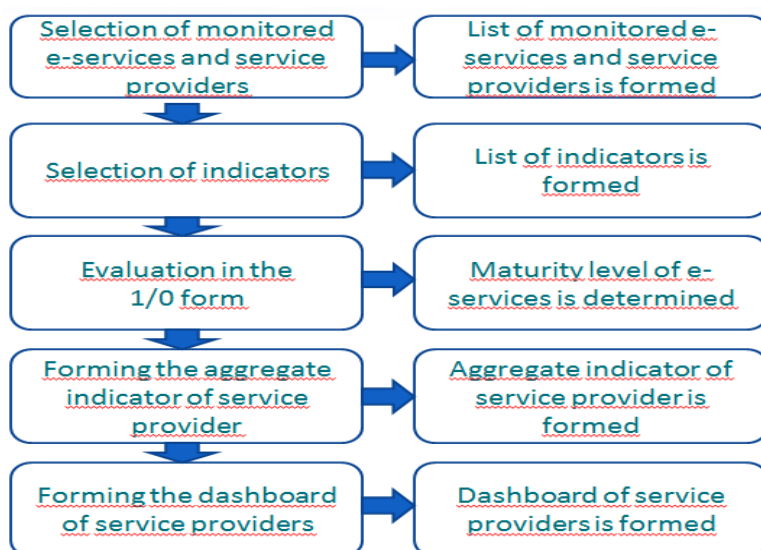 Selection of monitored
e-services and service
providers
List of monitored e-
services and service
providers is formed
Selection of indicators
List of indicators is
formed
Evaluation in the
1/0 form
Maturity level of e-
services is determined
Forming the aggregate
indicator of service
provider
Aggregate indicator of
service provider is
formed
Forming the dashboard
of service providers
Dashboard of service
providers is formed